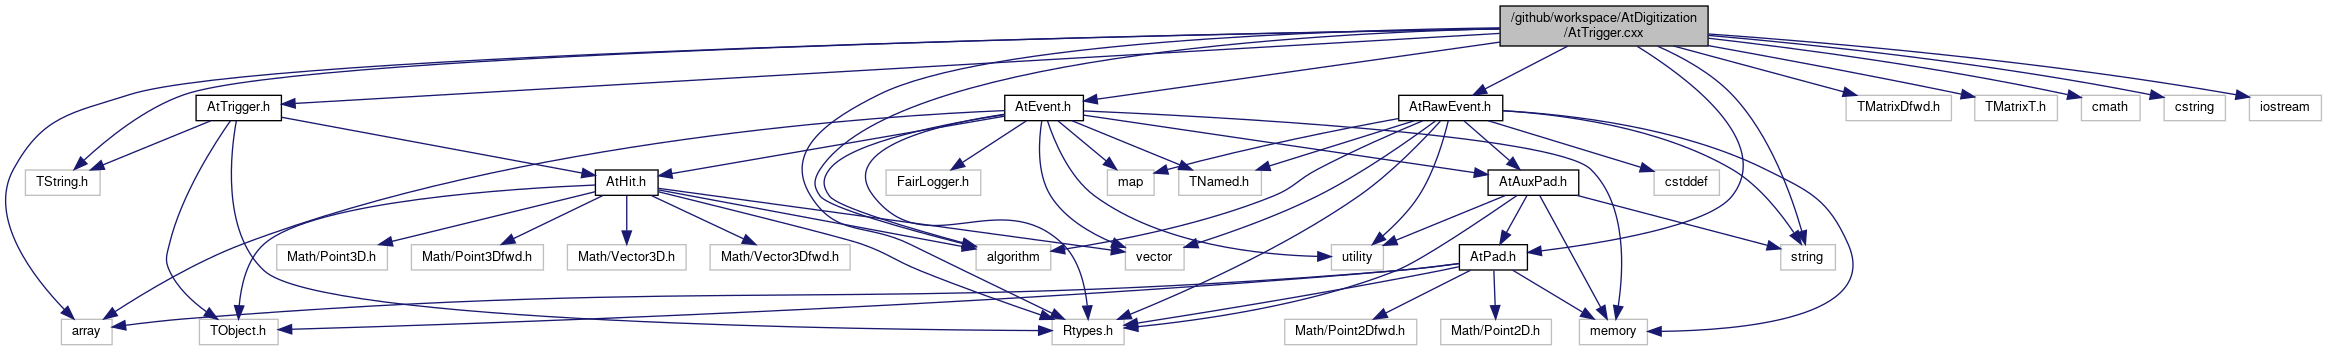 /github/workspace/AtDigitization
/AtTrigger.cxx
AtTrigger.h
AtEvent.h
AtRawEvent.h
TMatrixDfwd.h
TMatrixT.h
cmath
cstring
iostream
TString.h
AtHit.h
FairLogger.h
map
TNamed.h
AtAuxPad.h
cstddef
Math/Point3D.h
Math/Point3Dfwd.h
Math/Vector3D.h
Math/Vector3Dfwd.h
algorithm
vector
utility
AtPad.h
string
array
TObject.h
Rtypes.h
Math/Point2Dfwd.h
Math/Point2D.h
memory